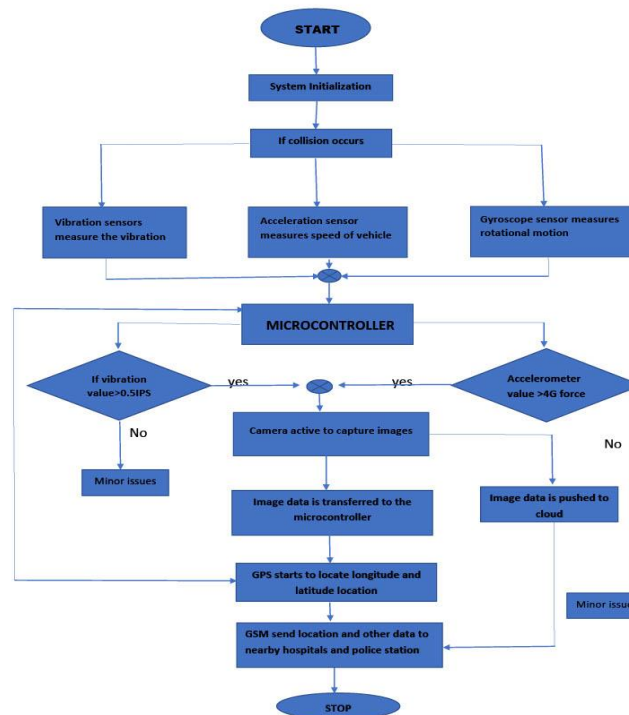 START
System Initialization
If collision occurs
Vibration sensors
measure the vibration
Acceleration sensor
measures speed of vehicle
Gyroscope sensor measures
rotational motion
MICROCONTROLLER
If vibration
value>0.5IPS
yes
yes
Accelerometer
value >4G force
No
Camera active to capture images
No
Minor issues
Image data is transferred to the
microcontroller
Image data is pushed to
cloud
GPS starts to locate longitude and
latitude location
Minor issue
GSM send location and other data to
nearby hospitals and police station
STOP